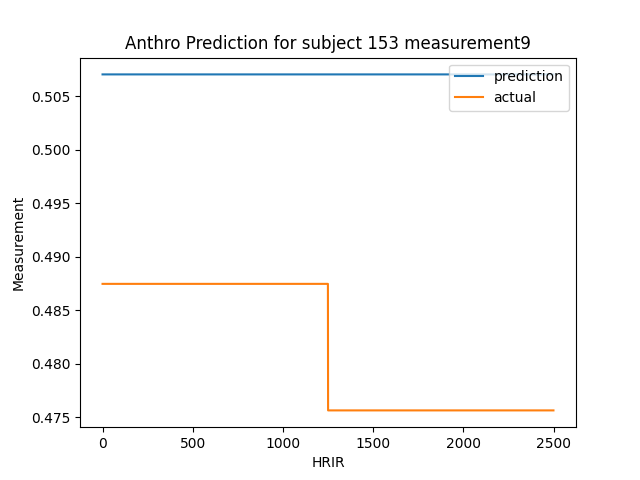 Anthro Prediction for subject 153 measurement9
prediction
actual
0.505
0.500
0.495
0.490
0.485
0.480
0.475
Measurement
0
500
1000
1500
2000
2500
HRIR